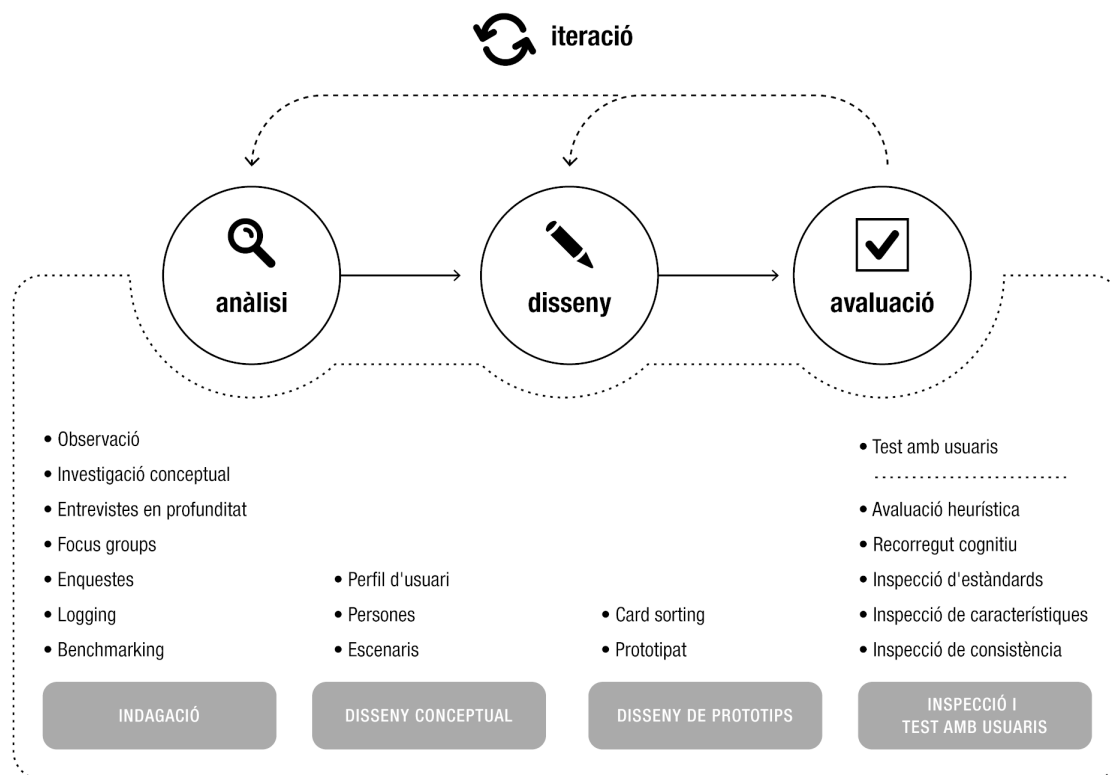 iteració
anàlisi
disseny
avaluació
• Observació
• Investigació conceptual
• Entrevistes en profunditat
• Focus groups
• Enquestes
• Logging
• Benchmarking
INDAGACIÓ
• Perfil d'usuari
• Persones
• Escenaris
DISSENY CONCEPTUAL
• Card sorting
• Prototipat
DISSENY DE PROTOTIPS
• Test amb usuaris
• Avaluació heurística
• Recorregut cognitiu
• Inspecció d'estàndards
• Inspecció de característiques
• Inspecció de consistència
INSPECCIÓ I
TEST AMB USUARIS